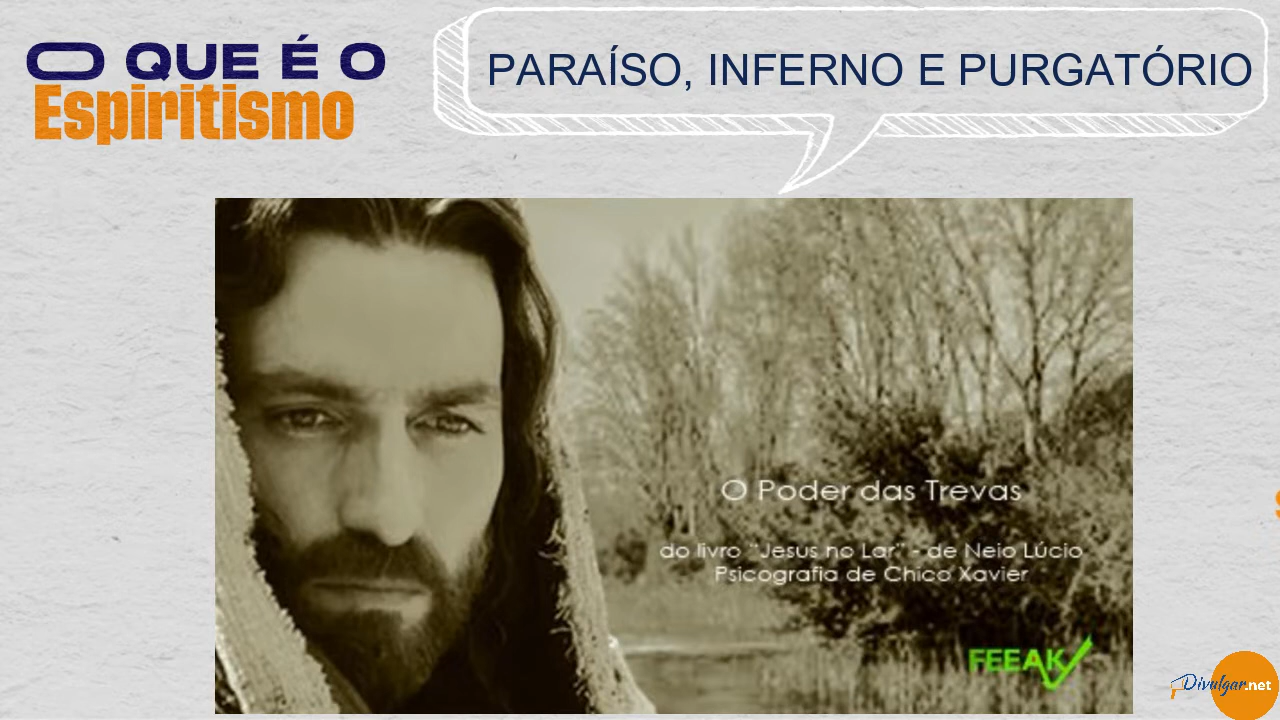 O QUE É O
Espiritismo
PARAÍSO, INFERNO E PURGATÓRIO
O Poder das Trevas
do livro "Jesus no Lar" - de Neio Lúcio
Psicografia de Chico Xavier
FEEAK
Divulgar.net